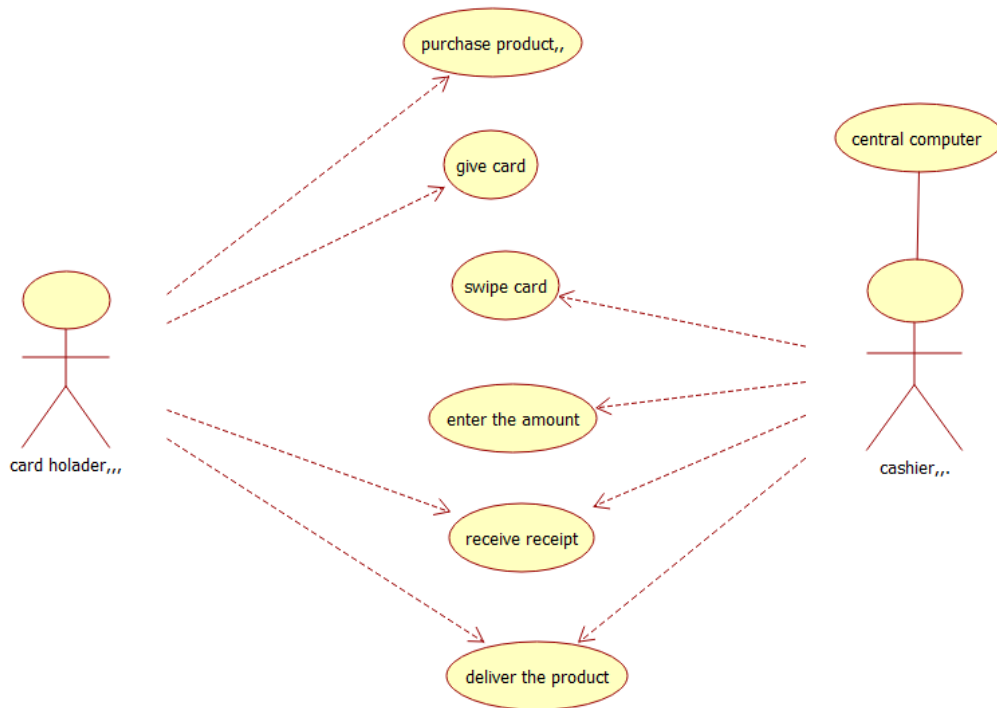 purchase product,,
central computer
give card
swipe card
enter the amount
card holader,,,
cashier,,.
receive receipt
deliver the product